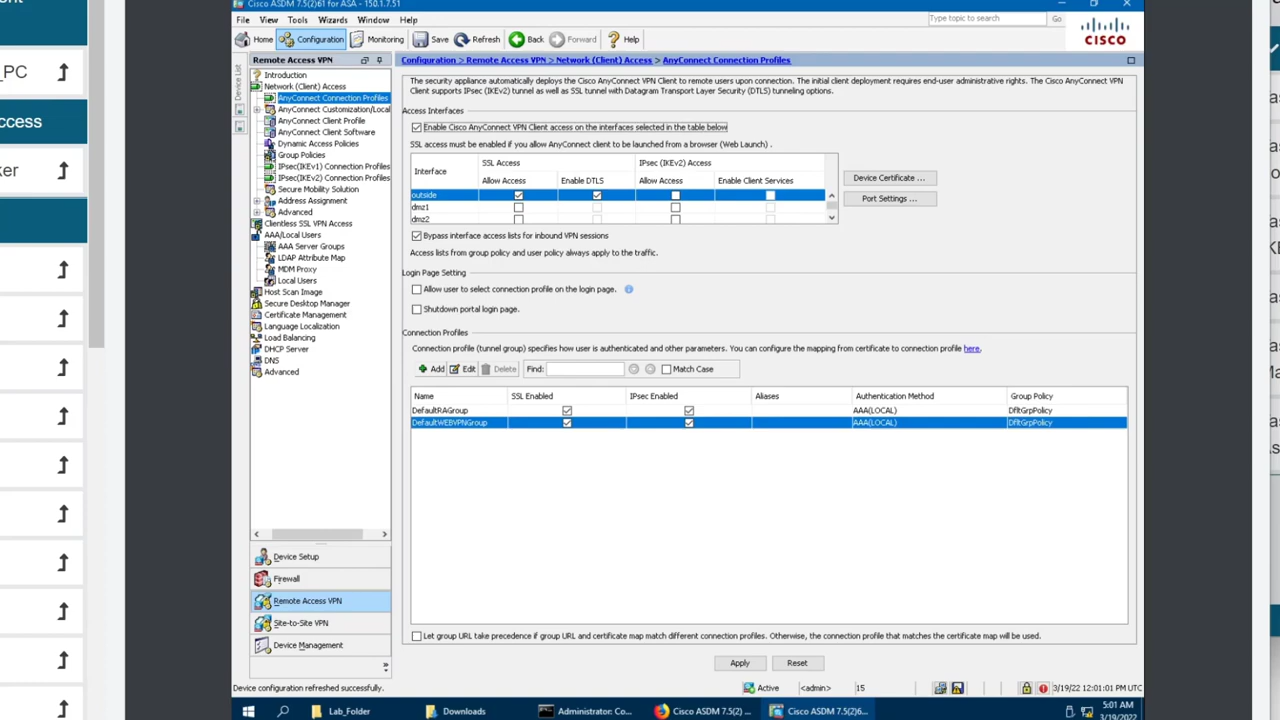 Cisco ASDM 7.5(2)61 for ASA - 150.1.7.51
File View Tools Wizards Window Help
Type topic to search Go
Home Configuration Monitoring Save Refresh Back Forward Help
CISCO
Device List
Remote Access VPN
Introduction
Network (Client) Access
AnyConnect Connection Profiles
AnyConnect Customization/Local
AnyConnect Client Profile
AnyConnect Client Software
Dynamic Access Policies
Group Policies
IPsec(IKEv1) Connection Profiles
IPsec(IKEv2) Connection Profiles
Secure Mobility Solution
Address Assignment
Advanced
Clientless SSL VPN Access
AAA/Local Users
AAA Server Groups
LDAP Attribute Map
MDM Proxy
Local Users
Host Scan Image
Secure Desktop Manager
Certificate Management
Language Localization
Load Balancing
DHCP Server
DNS
Advanced
Device Setup
Firewall
Remote Access VPN
Site-to-Site VPN
Device Management
Configuration > Remote Access VPN > Network (Client) Access > AnyConnect Connection Profiles
The security appliance automatically deploys the Cisco AnyConnect VPN Client to remote users upon connection. The initial client deployment requires end-user administrative rights. The Cisco AnyConnect VPN
Client supports IPsec (IKEv2) tunnel as well as SSL tunnel with Datagram Transport Layer Security (DTLS) tunneling options.
Access Interfaces
Enable Cisco AnyConnect VPN Client access on the interfaces selected in the table below
SSL access must be enabled if you allow AnyConnect client to be launched from a browser (Web Launch) .
Interface SSL Access IPsec (IKEv2) Access
Allow Access Enable DTLS Allow Access Enable Client Services
outside
dmz1
dmz2
Device Certificate ...
Port Settings ...
Bypass interface access lists for inbound VPN sessions
Access lists from group policy and user policy always apply to the traffic.
Login Page Setting
Allow user to select connection profile on the login page.
Shutdown portal login page.
Connection Profiles
Connection profile (tunnel group) specifies how user is authenticated and other parameters. You can configure the mapping from certificate to connection profile here.
Add Edit Delete Find: Match Case
Name SSL Enabled IPsec Enabled Aliases Authentication Method Group Policy
DefaultRAGroup AAA(LOCAL) DfltGrpPolicy
DefaultWEBVPNGroup AAA(LOCAL) DfltGrpPolicy
Let group URL take precedence if group URL and certificate map match different connection profiles. Otherwise, the connection profile that matches the certificate map will be used.
Apply Reset
Device configuration refreshed successfully. Active <admin> 15 3/19/22 12:01:01 PM UTC
Lab_Folder Downloads Administrator: Co... Cisco ASDM 7.5(2) ... Cisco ASDM 7.5(2)6...
5:01 AM
3/19/2022
_PC
ccess
ker